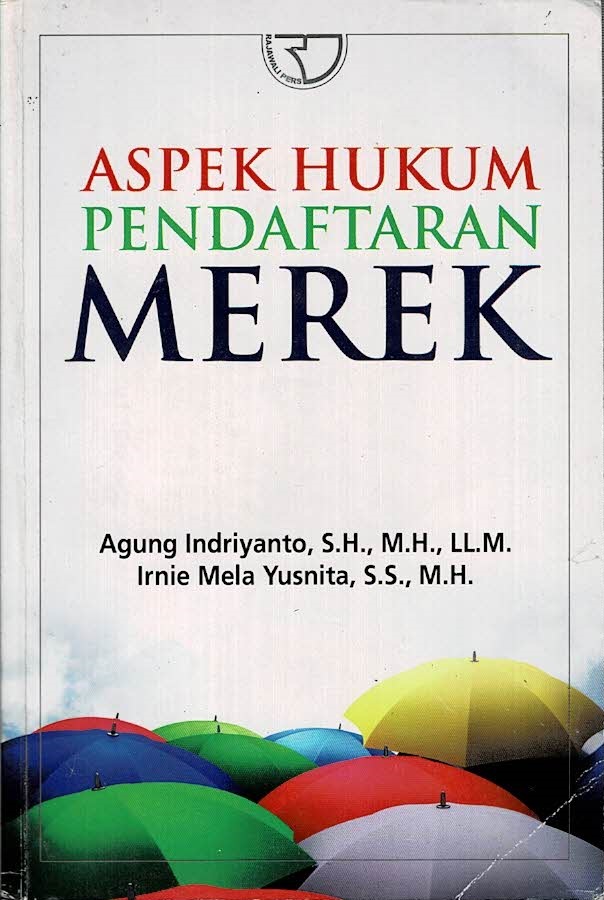 RAJAWALI PERS
ASPEK HUKUM
PENDAFTARAN
MEREK
Agung Indriyanto, S.H., M.H., LL.M.
Irnie Mela Yusnita, S.S., M.H.